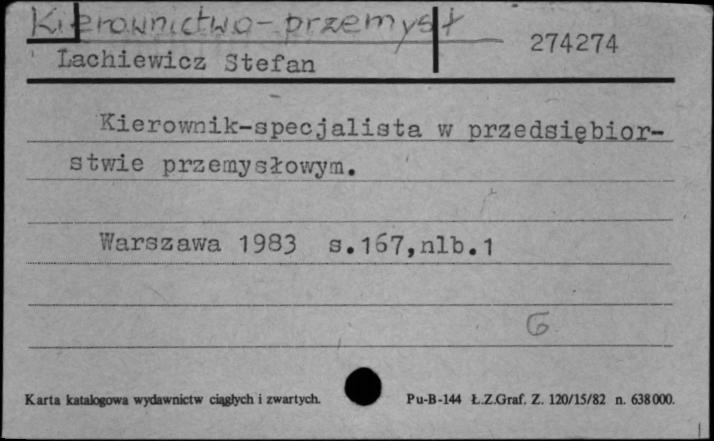 Kierownictwo - przemysł
274274
Lachiewicz Stefan
Kierownik-specjalista w przedsiębior-
stwie przemysłowym.
Warszawa 1983 s.167,nlb.1
6
Karta katalogowa wydawnictw ciągłych i zwartych.
Pu-B-144 Ł.Z.Graf. Z. 120/15/82 n. 638000.